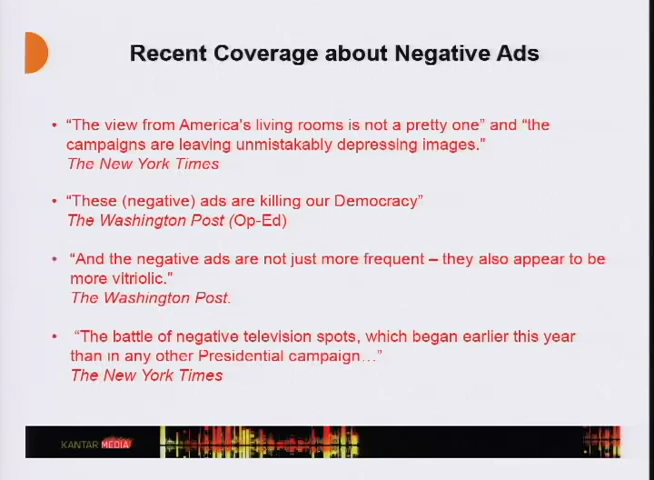 Recent Coverage about Negative Ads
• “The view from America's living rooms is not a pretty one” and “the
campaigns are leaving unmistakably depressing images.”
The New York Times
• “These (negative) ads are killing our Democracy”
The Washington Post (Op-Ed)
• “And the negative ads are not just more frequent – they also appear to be
more vitriolic.”
The Washington Post.
• “The battle of negative television spots, which began earlier this year
than in any other Presidential campaign…”
The New York Times
KANTAR MEDIA